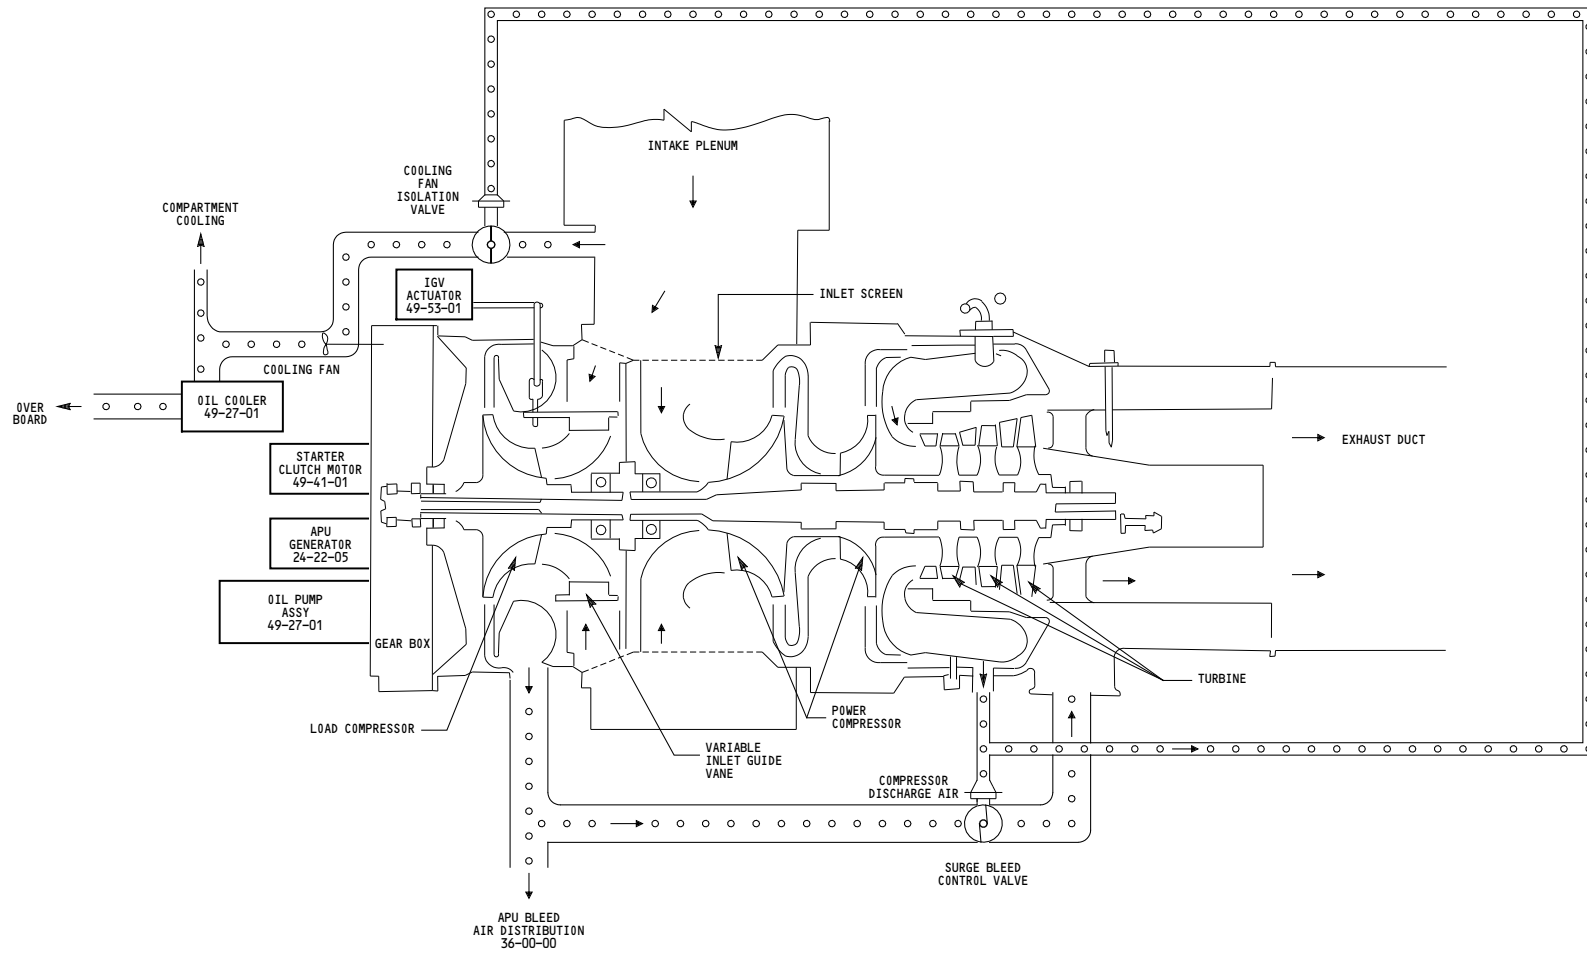 INTAKE PLENUM
COOLING
FAN
ISOLATION
VALVE
COMPARTMENT
COOLING
IGV
ACTUATOR
49-53-01
INLET SCREEN
COOLING FAN
OVER
BOARD
OIL COOLER
49-27-01
EXHAUST DUCT
STARTER
CLUTCH MOTOR
49-41-01
APU
GENERATOR
24-22-05
OIL PUMP
ASSY
49-27-01
GEAR BOX
TURBINE
LOAD COMPRESSOR
POWER
COMPRESSOR
VARIABLE
INLET GUIDE
VANE
COMPRESSOR
DISCHARGE AIR
SURGE BLEED
CONTROL VALVE
APU BLEED
AIR DISTRIBUTION
36-00-00